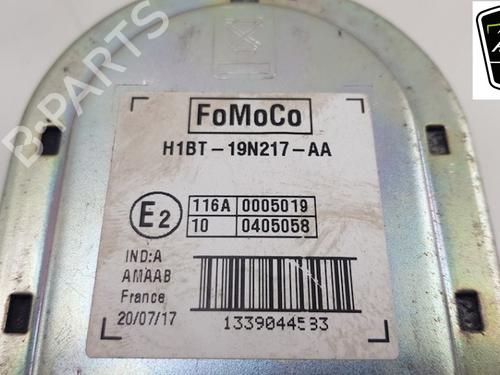 B-PARTS
FoMoCo
H1BT-19N217-AA
E2
116A 0005019
10 0405058
IND:A
AMAAB
France
20/07/17
1339044583